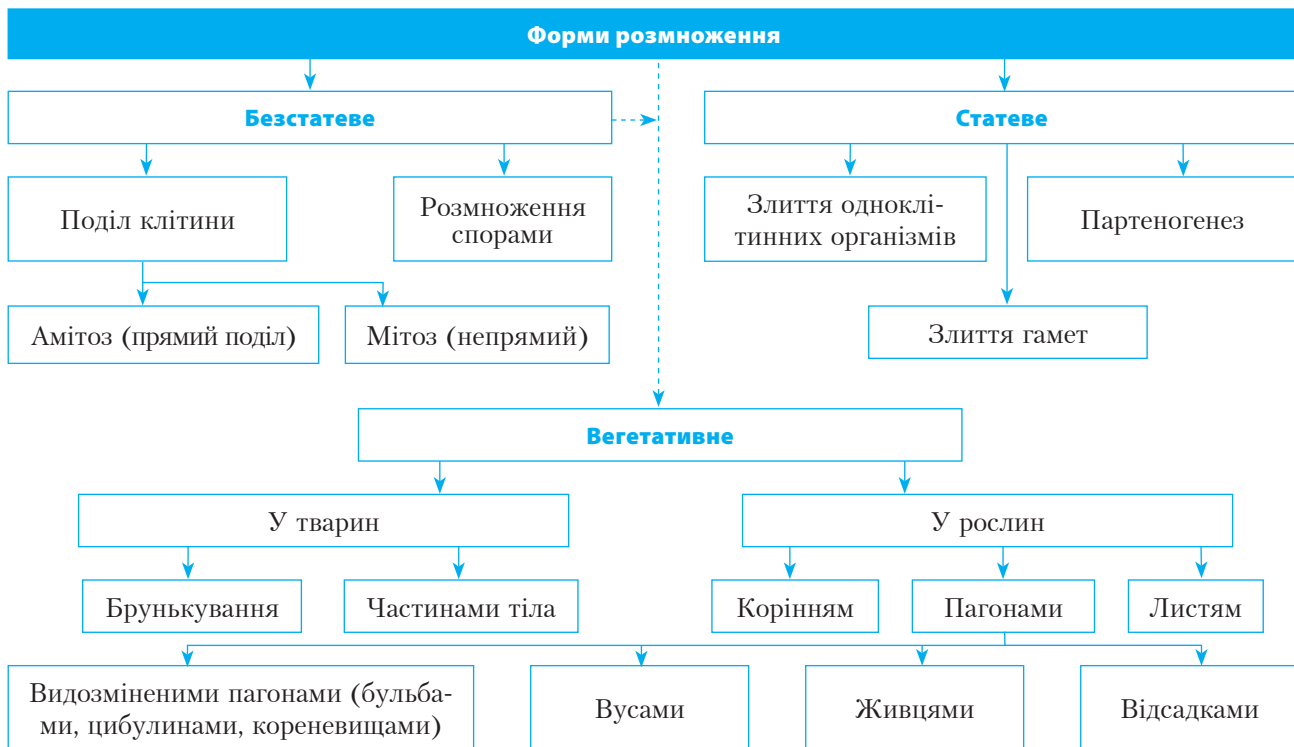 Форми розмноження
Безстатеве
Статеве
Поділ клітини
Розмноження
спорами
Злиття одноклі-
тинних організмів
Партеногенез
Амітоз (прямий поділ)
Мітоз (непрямий)
Злиття гамет
Вегетативне
У тварин
У рослин
Брунькування
Частинами тіла
Корінням
Пагонами
Листям
Видозміненими пагонами (бульба-
ми, цибулинами, кореневищами)
Вусами
Живцями
Відсадками